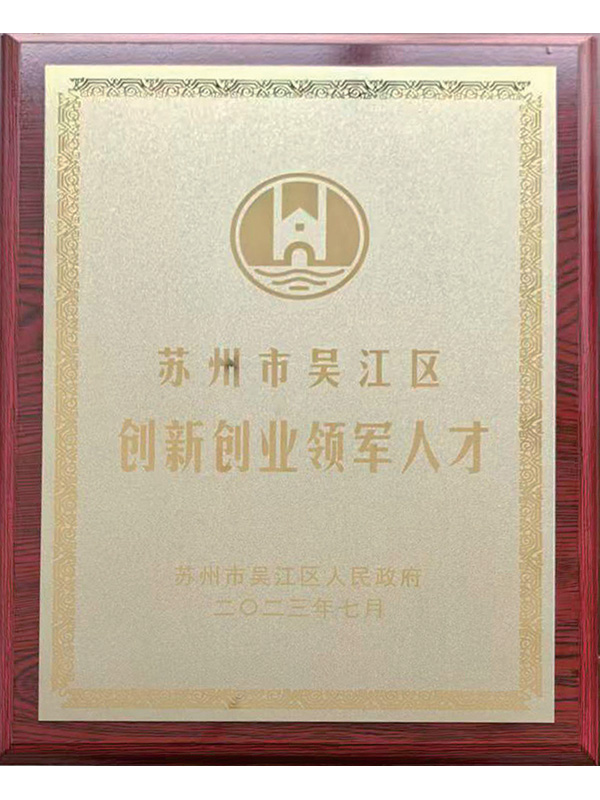 苏州市吴江区
创新创业领军人才
苏州市吴江区人民政府
二〇二三年七月